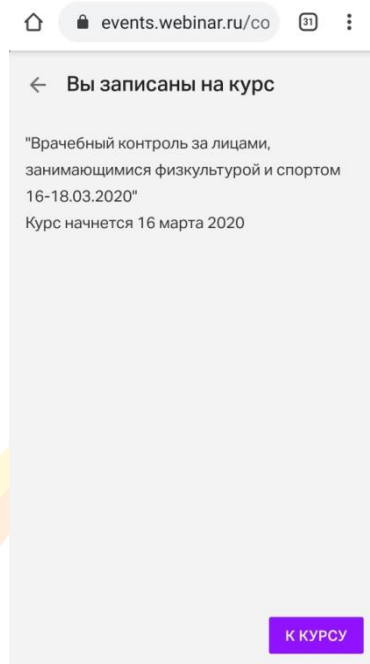 events.webinar.ru/co
31
Вы записаны на курс
"Врачебный контроль за лицами,
занимающимися физкультурой и спортом
16-18.03.2020"
Курс начнется 16 марта 2020
К КУРСУ